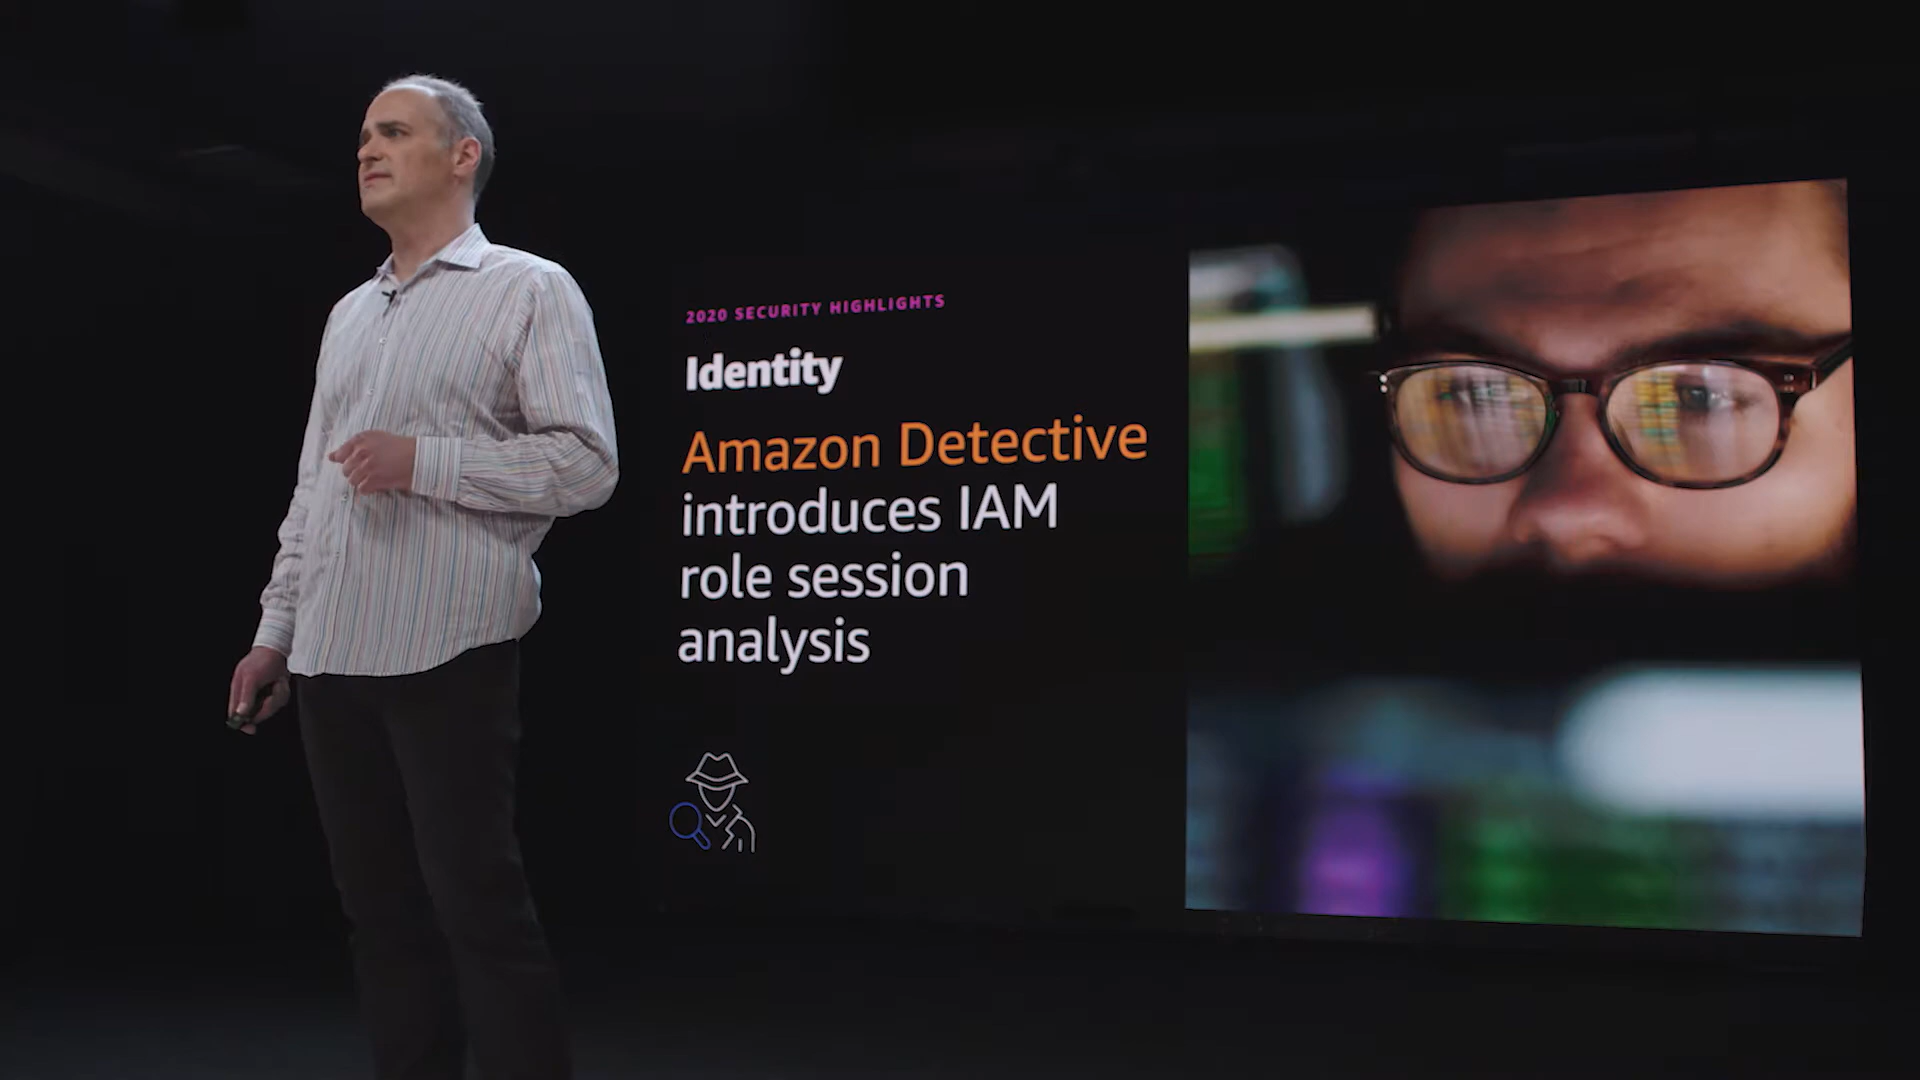 2020 SECURITY HIGHLIGHTS
Identity
Amazon Detective
introduces IAM
role session
analysis